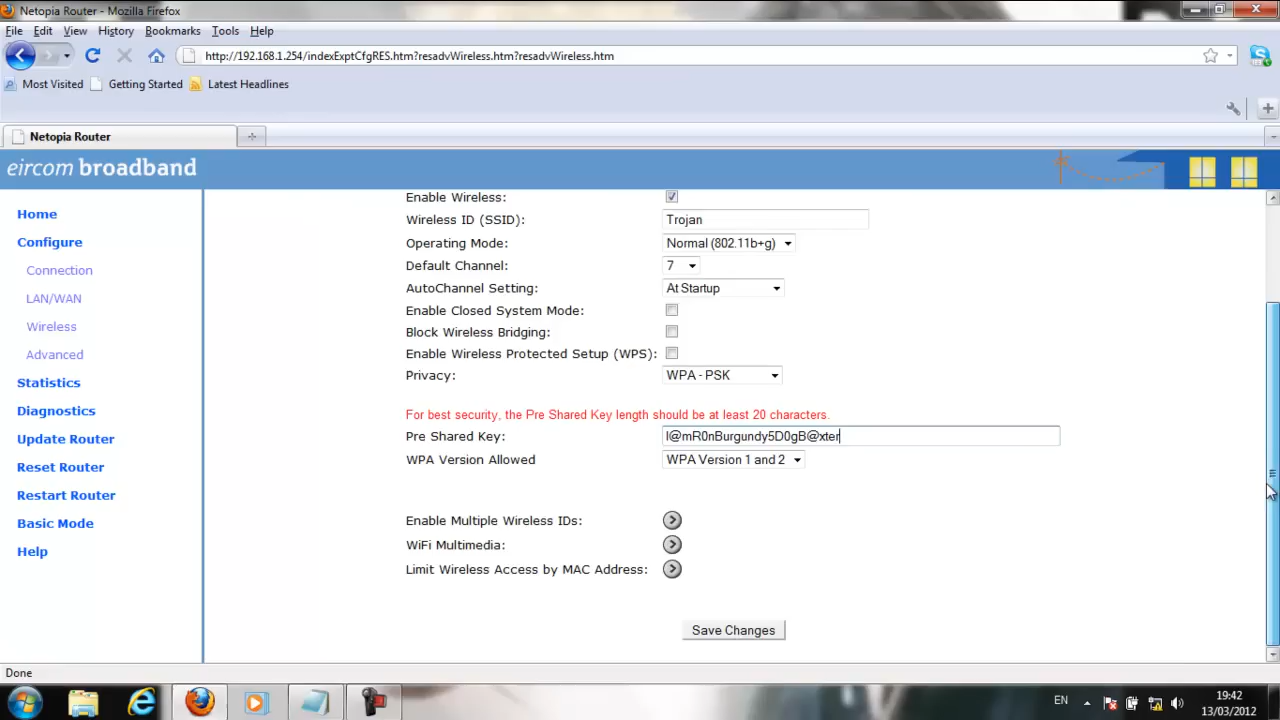 Netopia Router - Mozilla Firefox
File Edit View History Bookmarks Tools Help
http://192.168.1.254/indexExptCfgRES.htm?resadvWireless.htm?resadvWireless.htm
Most Visited Getting Started Latest Headlines
Netopia Router
eircom broadband
Home
Configure
Connection
LAN/WAN
Wireless
Advanced
Statistics
Diagnostics
Update Router
Reset Router
Restart Router
Basic Mode
Help
Enable Wireless:
Wireless ID (SSID): Trojan
Operating Mode: Normal (802.11b+g)
Default Channel: 7
AutoChannel Setting: At Startup
Enable Closed System Mode:
Block Wireless Bridging:
Enable Wireless Protected Setup (WPS):
Privacy: WPA - PSK
For best security, the Pre Shared Key length should be at least 20 characters.
Pre Shared Key: I@mR0nBurgundy5D0gB@xter
WPA Version Allowed WPA Version 1 and 2
Enable Multiple Wireless IDs:
WiFi Multimedia:
Limit Wireless Access by MAC Address:
Save Changes
Done
EN 19:42
13/03/2012